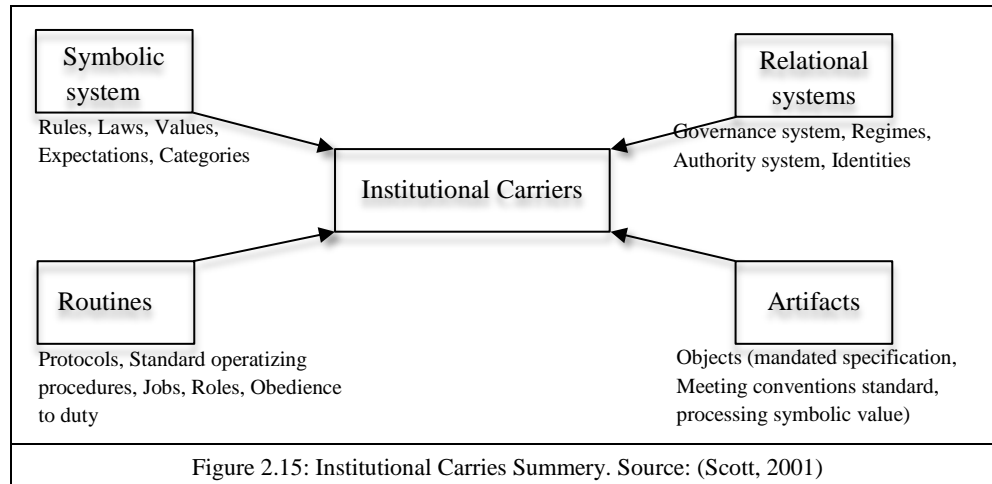 Symbolic
system
Rules, Laws, Values,
Expectations, Categories
Relational
systems
Governance system, Regimes,
Authority system, Identities
Institutional Carriers
Routines
Protocols, Standard operatizing
procedures, Jobs, Roles, Obedience
to duty
Artifacts
Objects (mandated specification,
Meeting conventions standard,
processing symbolic value)
Figure 2.15: Institutional Carries Summery. Source: (Scott, 2001)